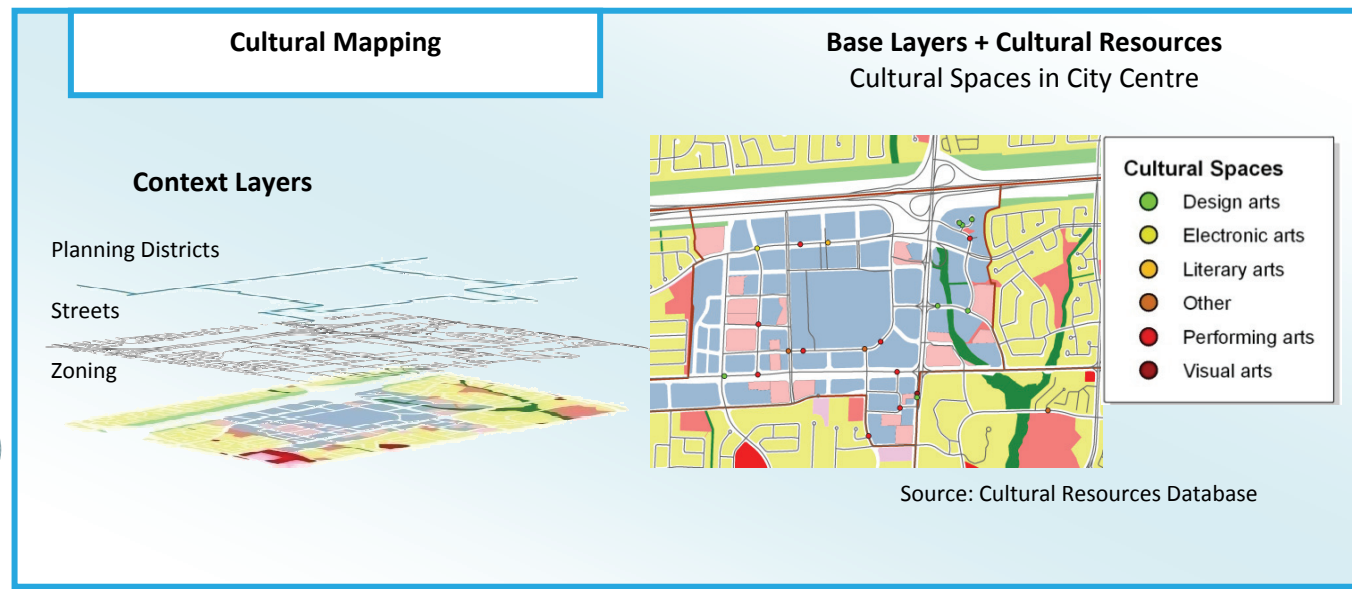 Cultural Mapping
Context Layers
Planning Districts
Streets
Zoning
Base Layers + Cultural Resources
Cultural Spaces in City Centre
Cultural Spaces
Design arts
Electronic arts
Literary arts
Other
Performing arts
Visual arts
Source: Cultural Resources Database